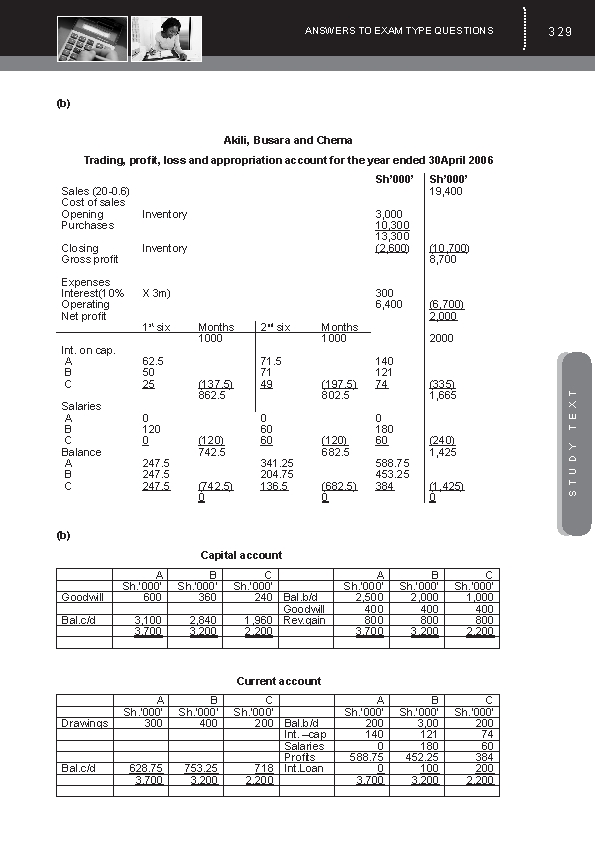 ANSWERS TO EXAM TYPE QUESTIONS 329
(b)
Akili, Busara and Chema
Trading, profit, loss and appropriation account for the year ended 30April 2006
Sh'000' Sh'000'
Sales (20-0.6) 19,400
Cost of sales
Opening Inventory 3,000
Purchases 10,300
13,300
Closing Inventory (2,600) (10,700)
Gross profit 8,700
Expenses
Interest(10% X 3m) 300
Operating 6,400 (6,700)
Net profit 2,000
1st six Months 2nd six Months
1000 1000 2000
Int. on cap.
A 62.5 71.5 140
B 50 71 121
C 25 (137.5) 49 (197.5) 74 (335)
862.5 802.5 1,665
Salaries
A 0 0 0
B 120 60 180
C 0 (120) 60 (120) 60 (240)
Balance 742.5 682.5 1,425
A 247.5 341.25 588.75
B 247.5 204.75 453.25
C 247.5 (742.5) 136.5 (682.5) 384 (1,425)
0 0 0
STUDY TEXT
(b)
Capital account
A B C A B C
Sh.'000' Sh.'000' Sh.'000' Sh.'000' Sh.'000' Sh.'000'
Goodwill 600 360 240 Bal.b/d 2,500 2,000 1,000
Goodwill 400 400 400
Bal.c/d 3,100 2,840 1,960 Rev.gain 800 800 800
3,700 3,200 2,200 3,700 3,200 2,200
Current account
A B C A B C
Sh.'000' Sh.'000' Sh.'000' Sh.'000' Sh.'000' Sh.'000'
Drawings 300 400 200 Bal.b/d 200 3,00 200
Int. –cap 140 121 74
Salaries 0 180 60
Profits 588.75 452.25 384
Bal.c/d 628.75 753.25 718 Int.Loan 0 100 200
3,700 3,200 2,200 3,700 3,200 2,200